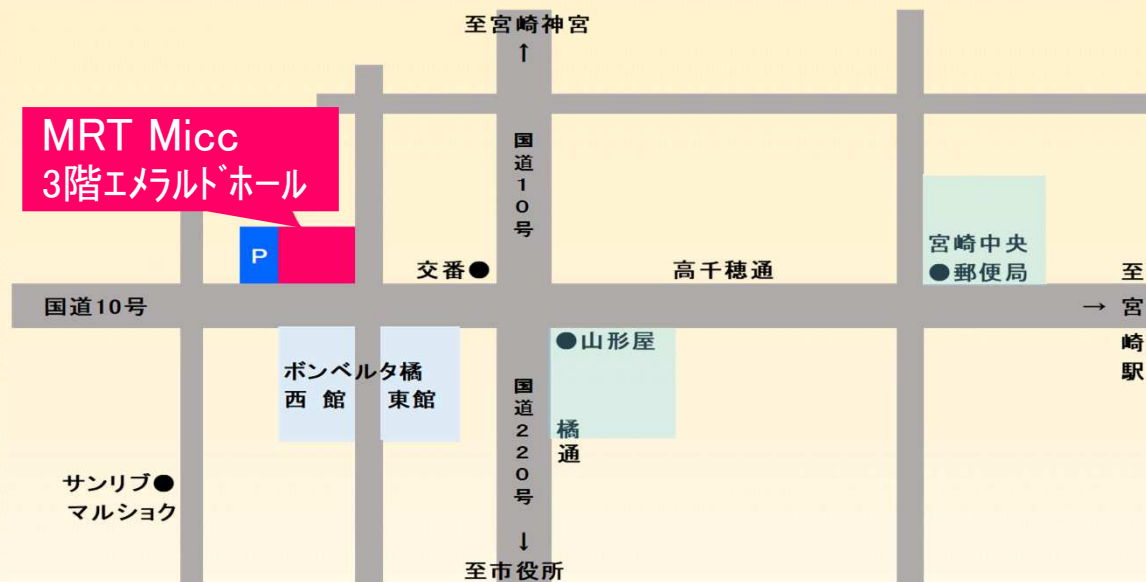 至宮崎神宮
↑
MRT Micc
3階エメラルドホール
国道10号
P
交番●
高千穂通
宮崎中央
●郵便局
国道10号
→
至宮崎駅
●山形屋
ボンベルタ橘
西館
東館
国道220号
橘通
サンリブ●
マルショク
↓
至市役所